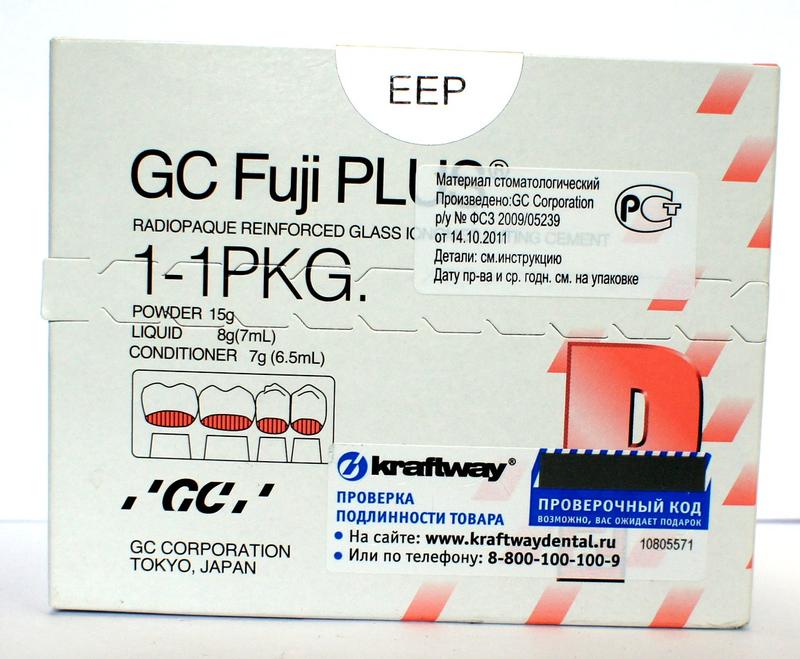 EEP
GC Fuji PLUS®
RADIOPAQUE REINFORCED GLASS IONOMER LUTING CEMENT
1-1PKG.
POWDER 15g
LIQUID 8g(7mL)
CONDITIONER 7g (6.5mL)
Материал стоматологический
Произведено:GC Corporation
р/у № ФСЗ 2009/05239
от 14.10.2011
Детали: см.инструкцию
Дату пр-ва и ср. годн. см. на упаковке
РСТ
GC
GC CORPORATION
TOKYO, JAPAN
kraftway®
ПРОВЕРКА
ПОДЛИННОСТИ ТОВАРА
• На сайте: www.kraftwaydental.ru
• Или по телефону: 8-800-100-100-9
ПРОВЕРОЧНЫЙ КОД
ВОЗМОЖНО, ВАС ОЖИДАЕТ ПОДАРОК
10805571